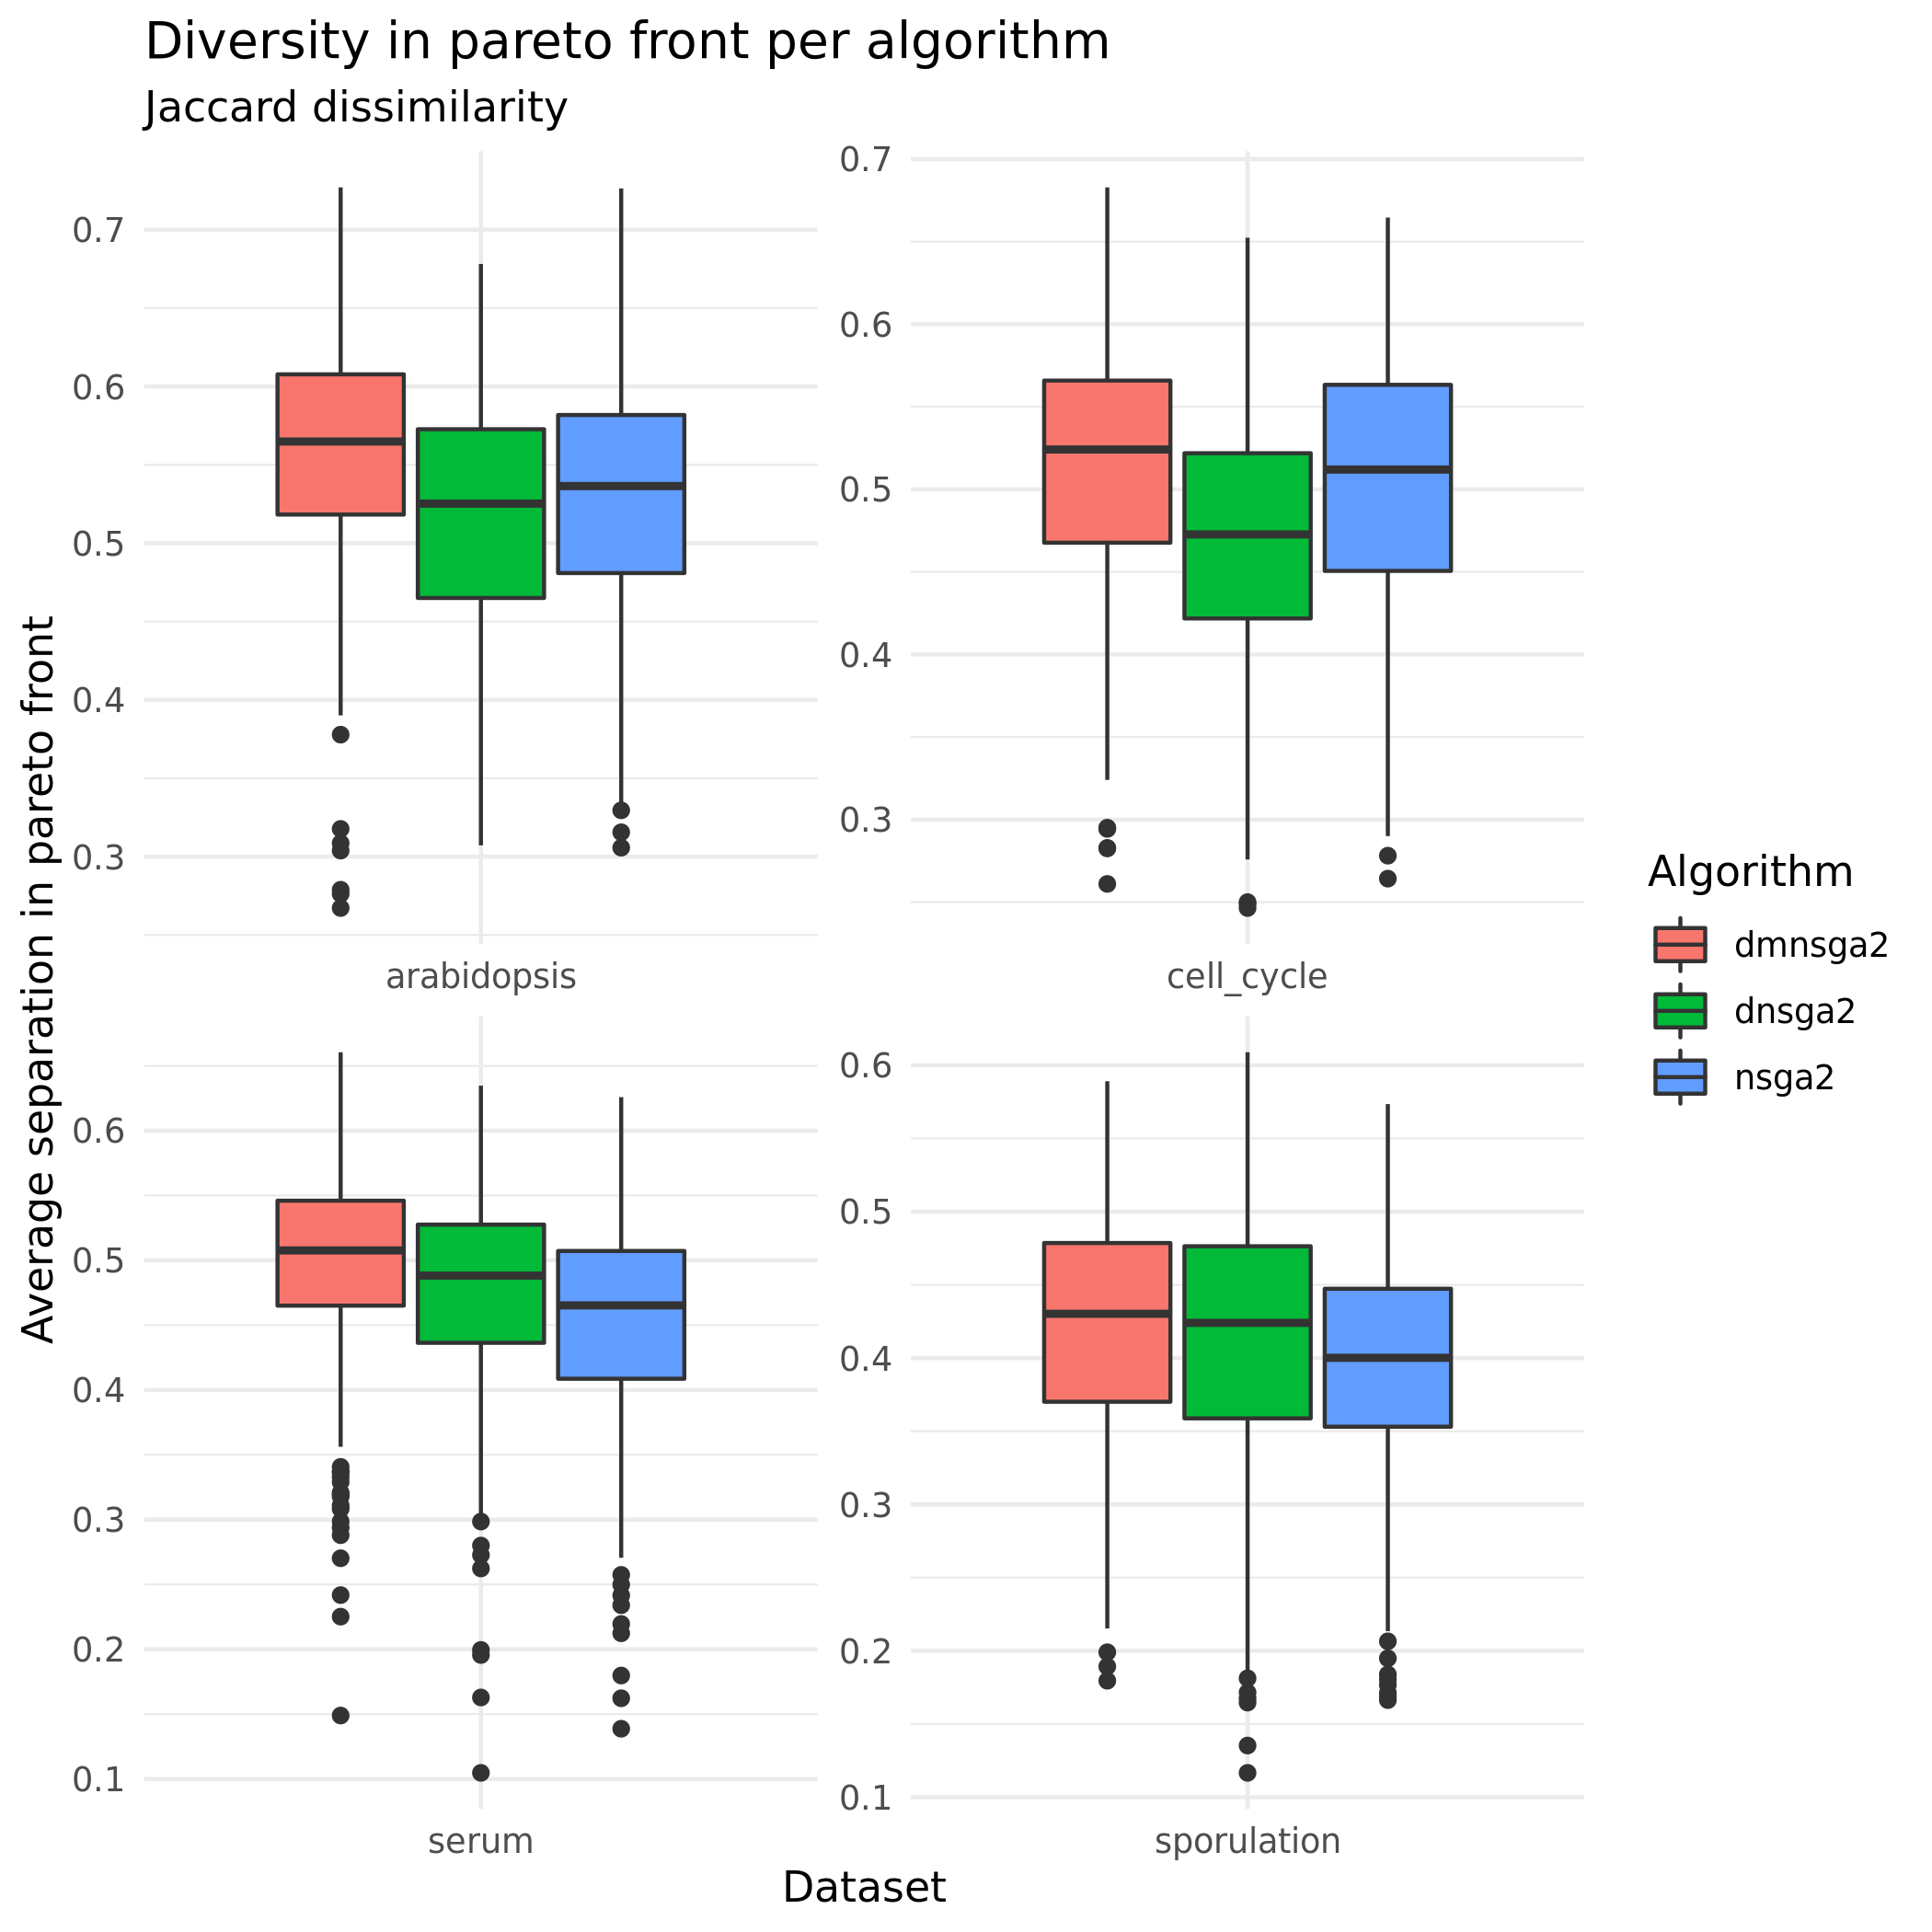 Diversity in pareto front per algorithm
Jaccard dissimilarity
Average separation in pareto front
0.7
0.6
0.5
0.4
0.3
arabidopsis
0.7
0.6
0.5
0.4
0.3
cell_cycle
0.6
0.5
0.4
0.3
0.2
0.1
serum
0.6
0.5
0.4
0.3
0.2
0.1
sporulation
Dataset
Algorithm
dmnsga2
dnsga2
nsga2